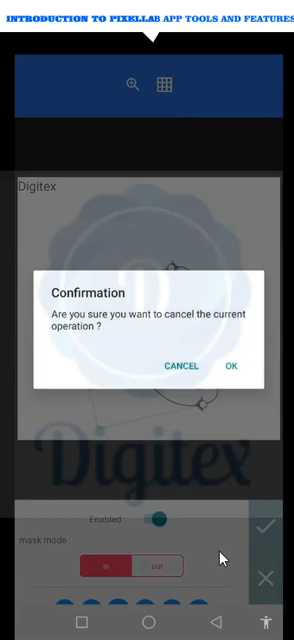 INTRODUCTION TO PIXELLAB APP TOOLS AND FEATURES
Digitex
Confirmation
Are you sure you want to cancel the current
operation ?
CANCEL
OK
Digitex
Enabled :
mask mode :
in
out